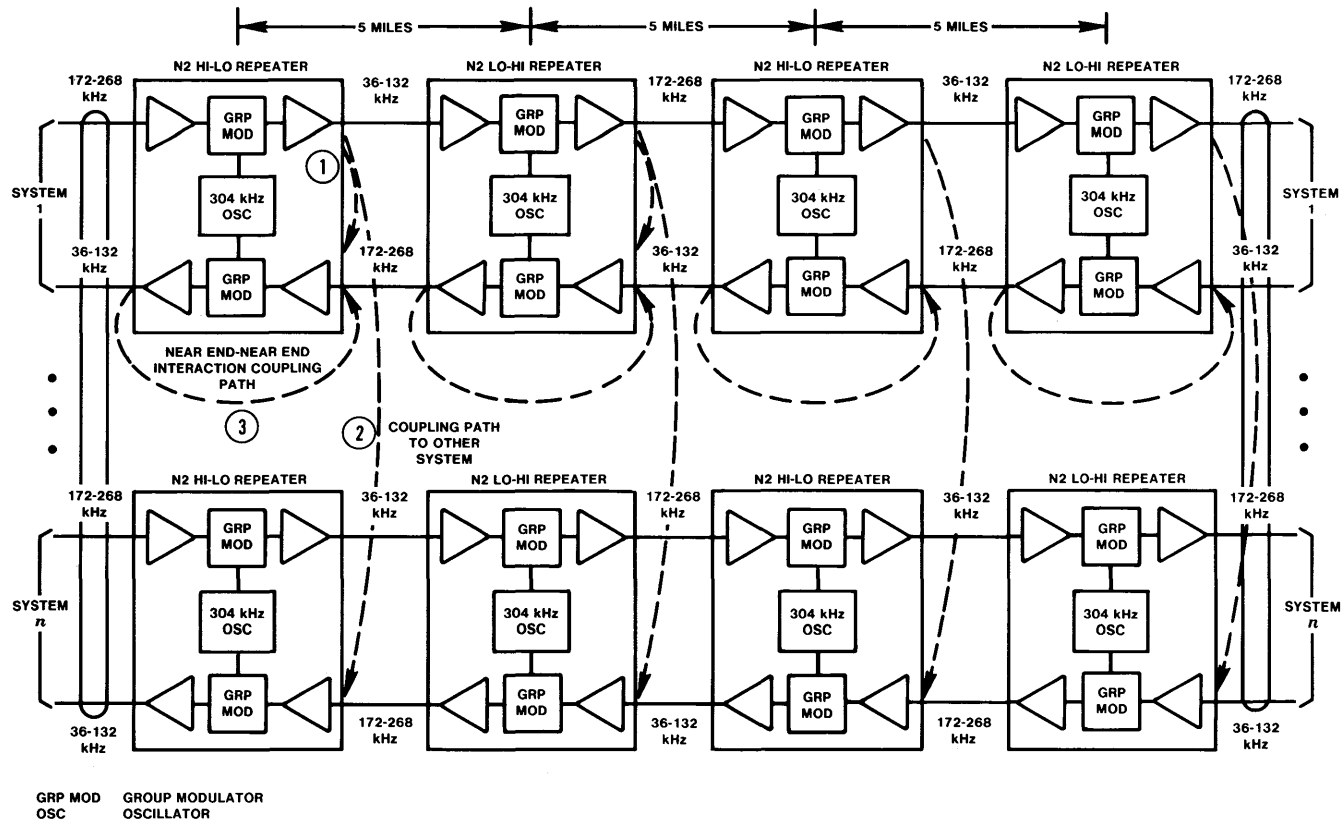 5 MILES 5 MILES 5 MILES
N2 HI-LO REPEATER N2 LO-HI REPEATER N2 HI-LO REPEATER N2 LO-HI REPEATER
172-268 kHz
36-132 kHz
172-268 kHz
36-132 kHz
172-268 kHz
GRP MOD
GRP MOD
GRP MOD
GRP MOD
1
SYSTEM 1
304 kHz OSC
304 kHz OSC
304 kHz OSC
304 kHz OSC
SYSTEM 1
36-132 kHz
172-268 kHz
36-132 kHz
172-268 kHz
36-132 kHz
GRP MOD
GRP MOD
GRP MOD
GRP MOD
NEAR END-NEAR END
INTERACTION COUPLING
PATH
3
2
COUPLING PATH
TO OTHER
SYSTEM
N2 HI-LO REPEATER N2 LO-HI REPEATER N2 HI-LO REPEATER N2 LO-HI REPEATER
172-268 kHz
36-132 kHz
172-268 kHz
36-132 kHz
172-268 kHz
GRP MOD
GRP MOD
GRP MOD
GRP MOD
SYSTEM n
304 kHz OSC
304 kHz OSC
304 kHz OSC
304 kHz OSC
SYSTEM n
GRP MOD
GRP MOD
GRP MOD
GRP MOD
36-132 kHz
172-268 kHz
36-132 kHz
172-268 kHz
36-132 kHz
GRP MOD GROUP MODULATOR
OSC OSCILLATOR